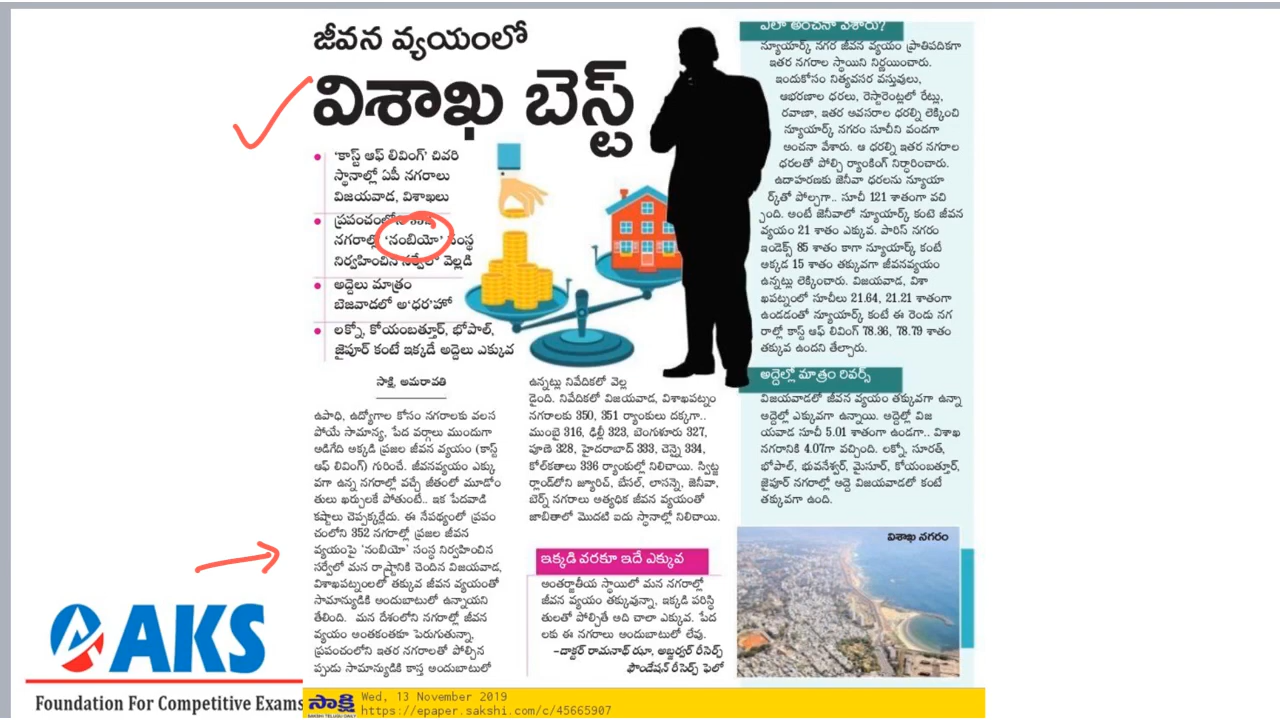 జీవన వ్యయంలో
విశాఖ బెస్ట్
'కాస్ట్ ఆఫ్ లివింగ్' చివరి
స్థానాల్లో ఏపీ నగరాలు
విజయవాడ, విశాఖలు
ప్రపంచంలోని
నగరాల్లో 'నంబియో' సంస్థ
నిర్వహించిన సర్వేలో వెల్లడి
అద్దెలు మాత్రం
బెజవాడలో అ'ధర'హో
లక్నో, కోయంబత్తూర్, భోపాల్,
జైపూర్ కంటే ఇక్కడే అద్దెలు ఎక్కువ
సాక్షి, అమరావతి
ఉపాధి, ఉద్యోగాల కోసం నగరాలకు వలస
పోయే సామాన్య, పేద వర్గాలు ముందుగా
అడిగేది అక్కడి ప్రజల జీవన వ్యయం (కాస్ట్
ఆఫ్ లివింగ్) గురించే. జీవనవ్యయం ఎక్కు
వగా ఉన్న నగరాల్లో వచ్చే జీతంలో మూడోం
తులు ఖర్చులకే పోతుంటే.. ఇక పేదవాడి
కష్టాలు చెప్పక్కర్లేదు. ఈ నేపథ్యంలో ప్రపం
చంలోని 352 నగరాల్లో ప్రజల జీవన
వ్యయంపై 'నంబియో' సంస్థ నిర్వహించిన
సర్వేలో మన రాష్ట్రానికి చెందిన విజయవాడ,
విశాఖపట్నంలలో తక్కువ జీవన వ్యయంతో
సామాన్యుడికి అందుబాటులో ఉన్నాయని
తేలింది. మన దేశంలోని నగరాల్లో జీవన
వ్యయం అంతకంతకూ పెరుగుతున్నా,
ప్రపంచంలోని ఇతర నగరాలతో పోల్చిన
ప్పుడు సామాన్యుడికి కాస్త అందుబాటులో
ఉన్నట్లు నివేదికలో వెల్ల
డైంది. నివేదికలో విజయవాడ, విశాఖపట్నం
నగరాలకు 350, 351 ర్యాంకులు దక్కగా..
ముంబై 316, ఢిల్లీ 323, బెంగళూరు 327,
పూణె 328, హైదరాబాద్ 333, చెన్నై 334,
కోల్‌కతాలు 336 ర్యాంకుల్లో నిలిచాయి. స్విట్జ
ర్లాండ్‌లోని జ్యూరిచ్, బేసల్, లాసన్నె, జెనీవా,
బెర్న్ నగరాలు అత్యధిక జీవన వ్యయంతో
జాబితాలో మొదటి ఐదు స్థానాల్లో నిలిచాయి.
ఇక్కడి వరకూ ఇదే ఎక్కువ
అంతర్జాతీయ స్థాయిలో మన నగరాల్లో
జీవన వ్యయం తక్కువున్నా, ఇక్కడి పరిస్థి
తులతో పోల్చితే అది చాలా ఎక్కువ. పేద
లకు ఈ నగరాలు అందుబాటులో లేవు.
-డాక్టర్ రామనాథ్ ఝా, అబ్జర్వర్ రీసెర్చ్
ఫౌండేషన్ రీసెర్చ్ ఫెలో
ఎలా అంచనా వేశారు?
న్యూయార్క్ నగర జీవన వ్యయం ప్రాతిపదికగా
ఇతర నగరాల స్థాయిని నిర్ణయించారు.
ఇందుకోసం నిత్యవసర వస్తువులు,
ఆభరణాల ధరలు, రెస్టారెంట్లలో రేట్లు,
రవాణా, ఇతర అవసరాల ధరల్ని లెక్కించి
న్యూయార్క్ నగరం సూచీని వందగా
అంచనా వేశారు. ఆ ధరల్ని ఇతర నగరాల
ధరలతో పోల్చి ర్యాంకింగ్ నిర్ధారించారు.
ఉదాహరణకు జెనీవా ధరలను న్యూయా
ర్క్‌తో పోల్చగా.. సూచీ 121 శాతంగా వచి
్చంది. అంటే జెనీవాలో న్యూయార్క్ కంటె జీవన
వ్యయం 21 శాతం ఎక్కువ. పారిస్ నగరం
ఇండెక్స్ 85 శాతం కాగా న్యూయార్క్ కంటే
అక్కడ 15 శాతం తక్కువగా జీవనవ్యయం
ఉన్నట్లు లెక్కించారు. విజయవాడ, విశా
ఖపట్నంలో సూచీలు 21.64, 21.21 శాతంగా
ఉండడంతో న్యూయార్క్ కంటే ఈ రెండు నగ
రాల్లో కాస్ట్ ఆఫ్ లివింగ్ 78.36, 78.79 శాతం
తక్కువ ఉందని తేల్చారు.
అద్దెల్లో మాత్రం రివర్స్
విజయవాడలో జీవన వ్యయం తక్కువగా ఉన్నా
అద్దెల్లో ఎక్కువగా ఉన్నాయి. అద్దెల్లో విజ
యవాడ సూచీ 5.01 శాతంగా ఉండగా.. విశాఖ
నగరానికి 4.07గా వచ్చింది. లక్నో, సూరత్,
భోపాల్, భువనేశ్వర్, మైసూర్, కోయంబత్తూర్,
జైపూర్ నగరాల్లో అద్దె విజయవాడలో కంటే
తక్కువగా ఉంది.
విశాఖ నగరం
AKS
Foundation For Competitive Exams
సాక్షి
SAKSHI TELUGU DAILY
Wed, 13 November 2019
https://epaper.sakshi.com/c/45665907